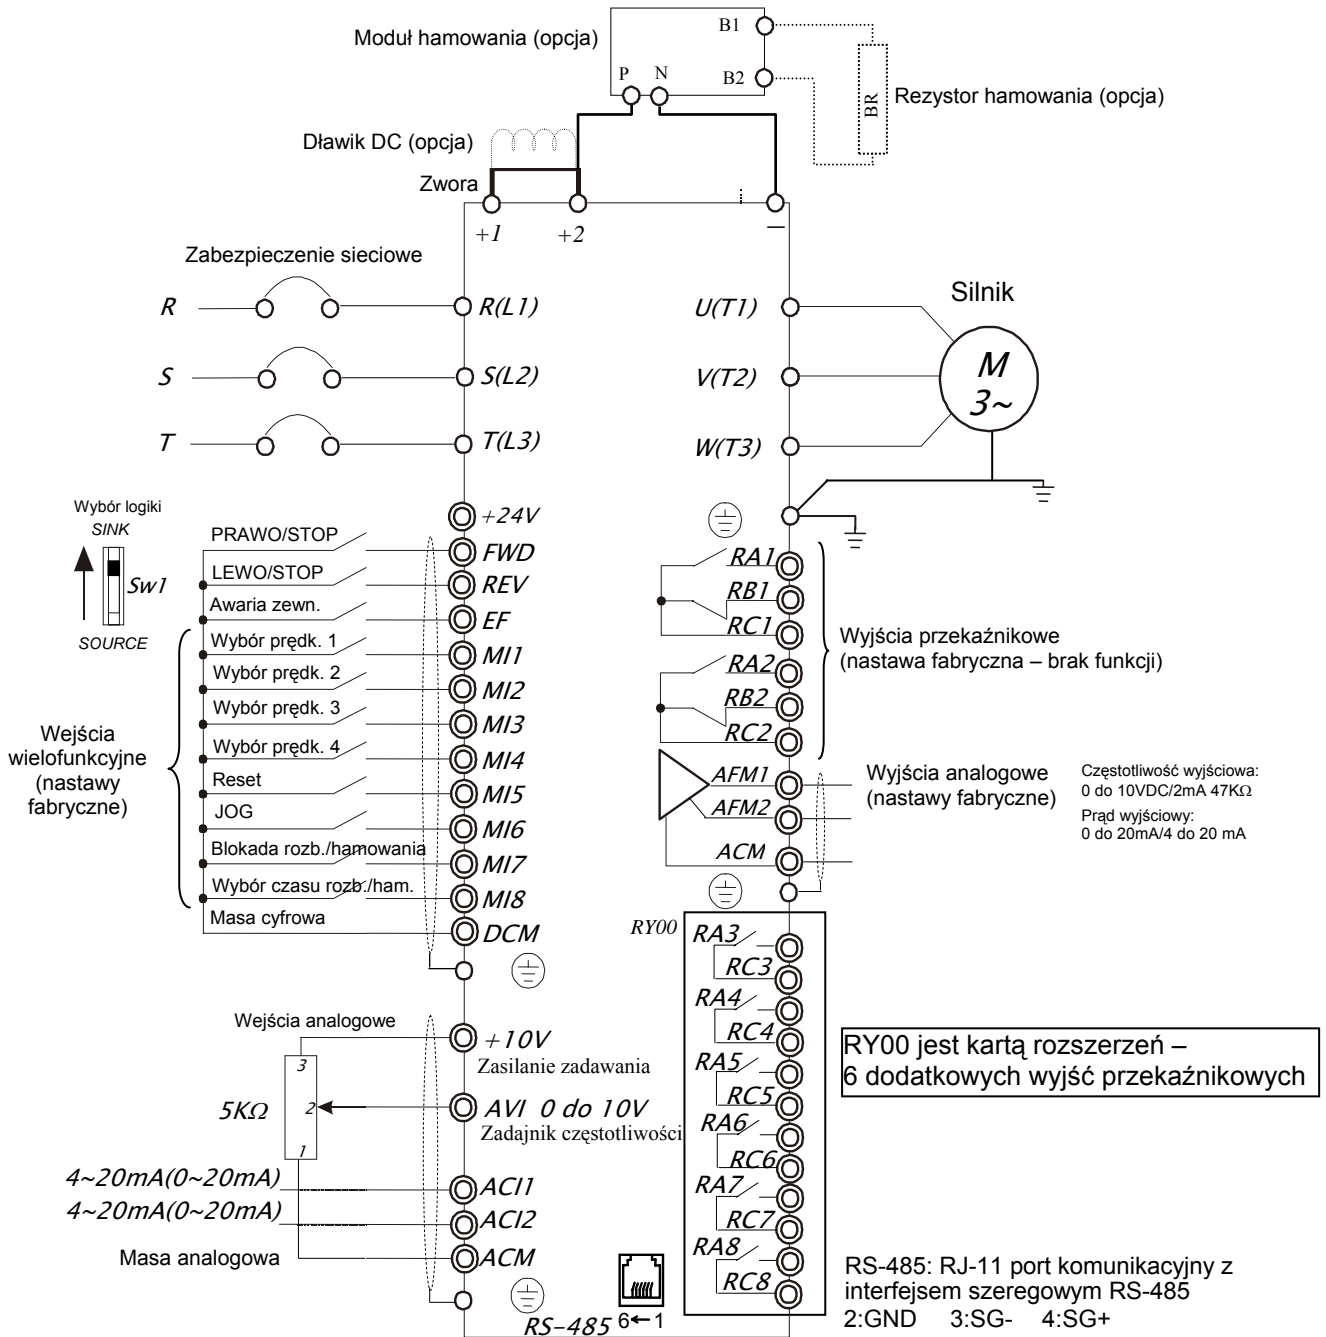 Moduł hamowania (opcja)
B1
B2
P N
BR
Rezystor hamowania (opcja)
Dławik DC (opcja)
Zwora
+1 +2 –
Zabezpieczenie sieciowe
R R(L1)
S S(L2)
T T(L3)
U(T1)
V(T2)
W(T3)
Silnik
M
3~
Wybór logiki
SINK
Sw1
SOURCE
+24V
PRAWO/STOP FWD
LEWO/STOP REV
Awaria zewn. EF
Wybór prędk. 1 MI1
Wybór prędk. 2 MI2
Wybór prędk. 3 MI3
Wybór prędk. 4 MI4
Reset MI5
JOG MI6
Blokada rozb./hamowania MI7
Wybór czasu rozb./ham. MI8
Masa cyfrowa DCM
Wejścia
wielofunkcyjne
(nastawy
fabryczne)
RA1
RB1
RC1
RA2
RB2
RC2
Wyjścia przekaźnikowe
(nastawa fabryczna – brak funkcji)
AFM1
AFM2
ACM
Wyjścia analogowe
(nastawy fabryczne)
Częstotliwość wyjściowa:
0 do 10VDC/2mA 47KΩ
Prąd wyjściowy:
0 do 20mA/4 do 20 mA
RY00
RA3
RC3
RA4
RC4
RA5
RC5
RA6
RC6
RA7
RC7
RA8
RC8
RY00 jest kartą rozszerzeń –
6 dodatkowych wyjść przekaźnikowych
Wejścia analogowe
+10V
Zasilanie zadawania
3
5KΩ 2
1
AVI 0 do 10V
Zadajnik częstotliwości
4~20mA(0~20mA) ACI1
4~20mA(0~20mA) ACI2
Masa analogowa ACM
RS-485 6←1
RS-485: RJ-11 port komunikacyjny z
interfejsem szeregowym RS-485
2:GND 3:SG- 4:SG+